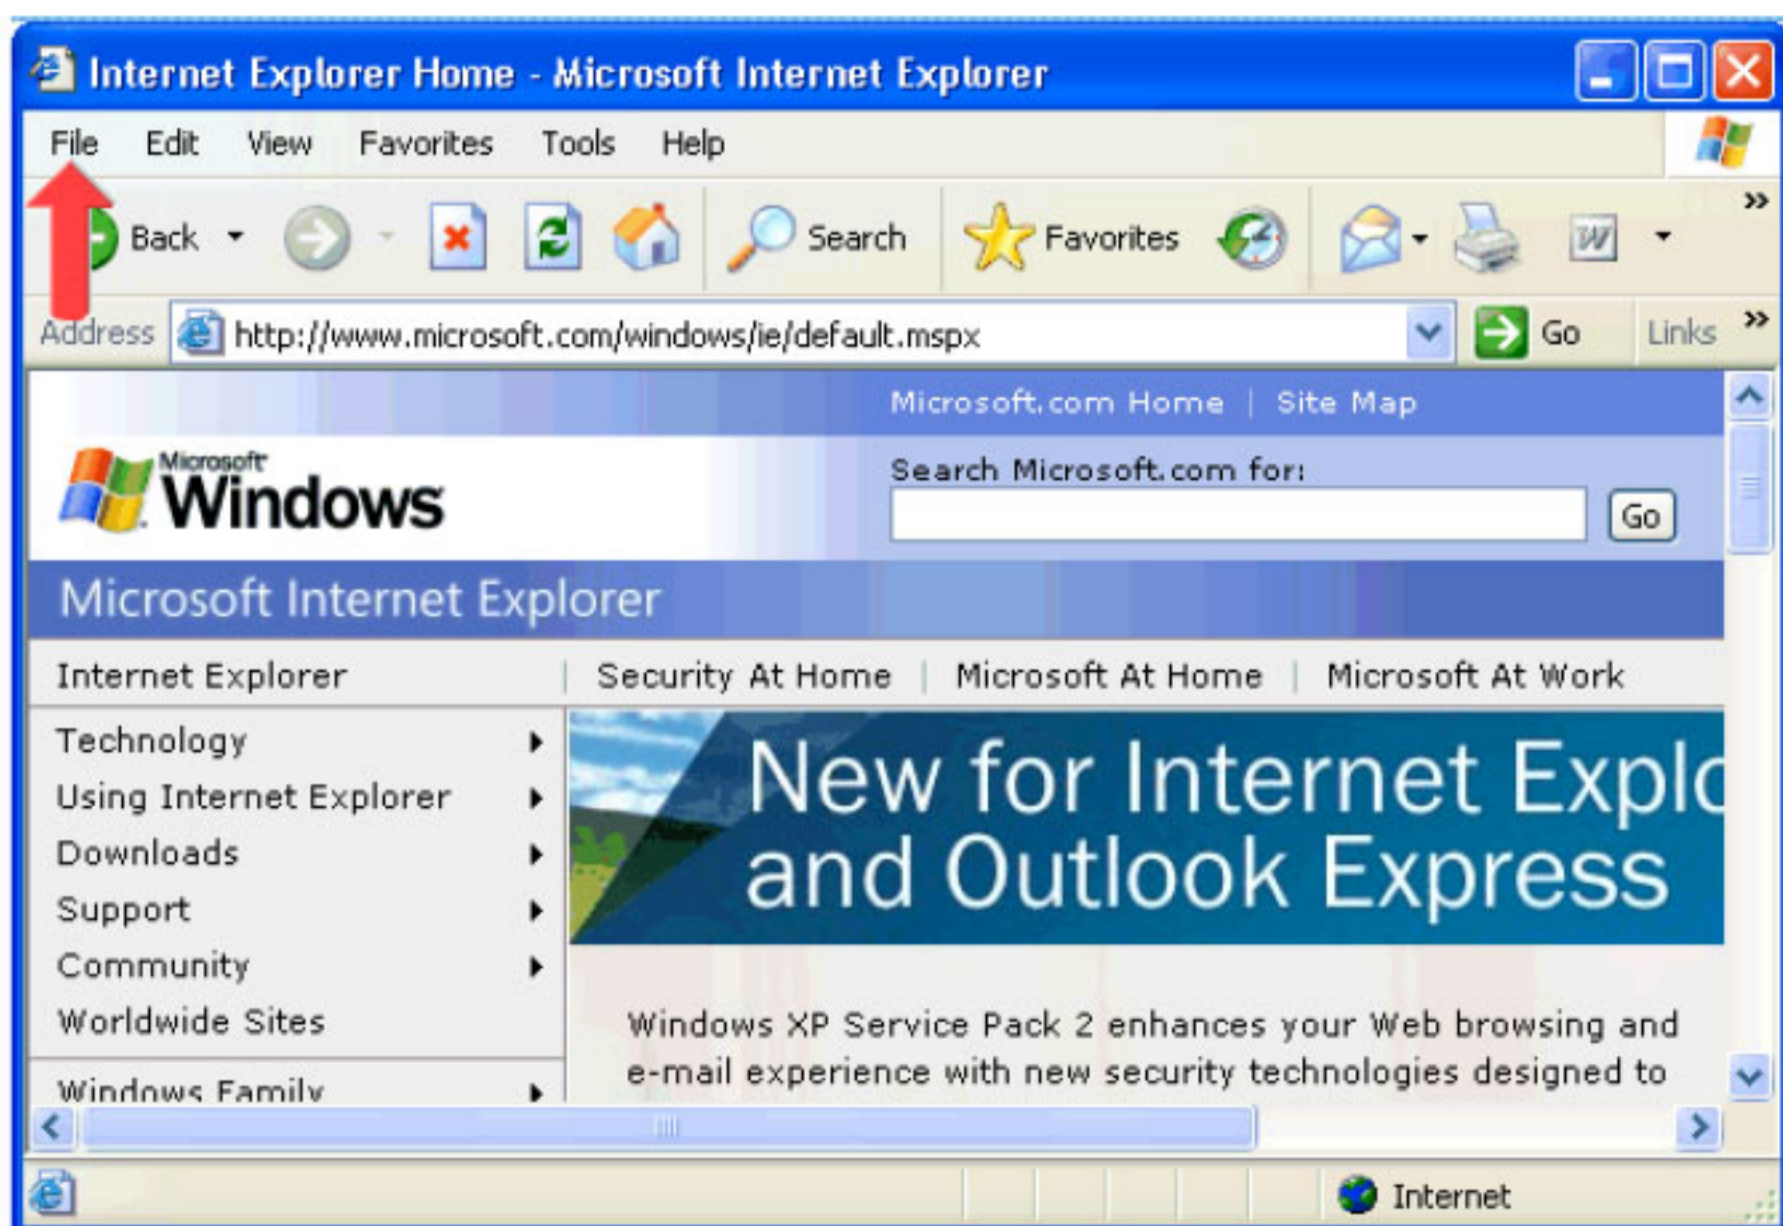 Internet Explorer Home - Microsoft Internet Explorer
File Edit View Favorites Tools Help
Back Search Favorites W »
Address http://www.microsoft.com/windows/ie/default.mspx Go Links »
Microsoft.com Home | Site Map
Microsoft Windows
Search Microsoft.com for:
Go
Microsoft Internet Explorer
Internet Explorer | Security At Home | Microsoft At Home | Microsoft At Work
Technology
Using Internet Explorer
Downloads
Support
Community
Worldwide Sites
Windows Family
New for Internet Explo
and Outlook Express
Windows XP Service Pack 2 enhances your Web browsing and
e-mail experience with new security technologies designed to
Internet